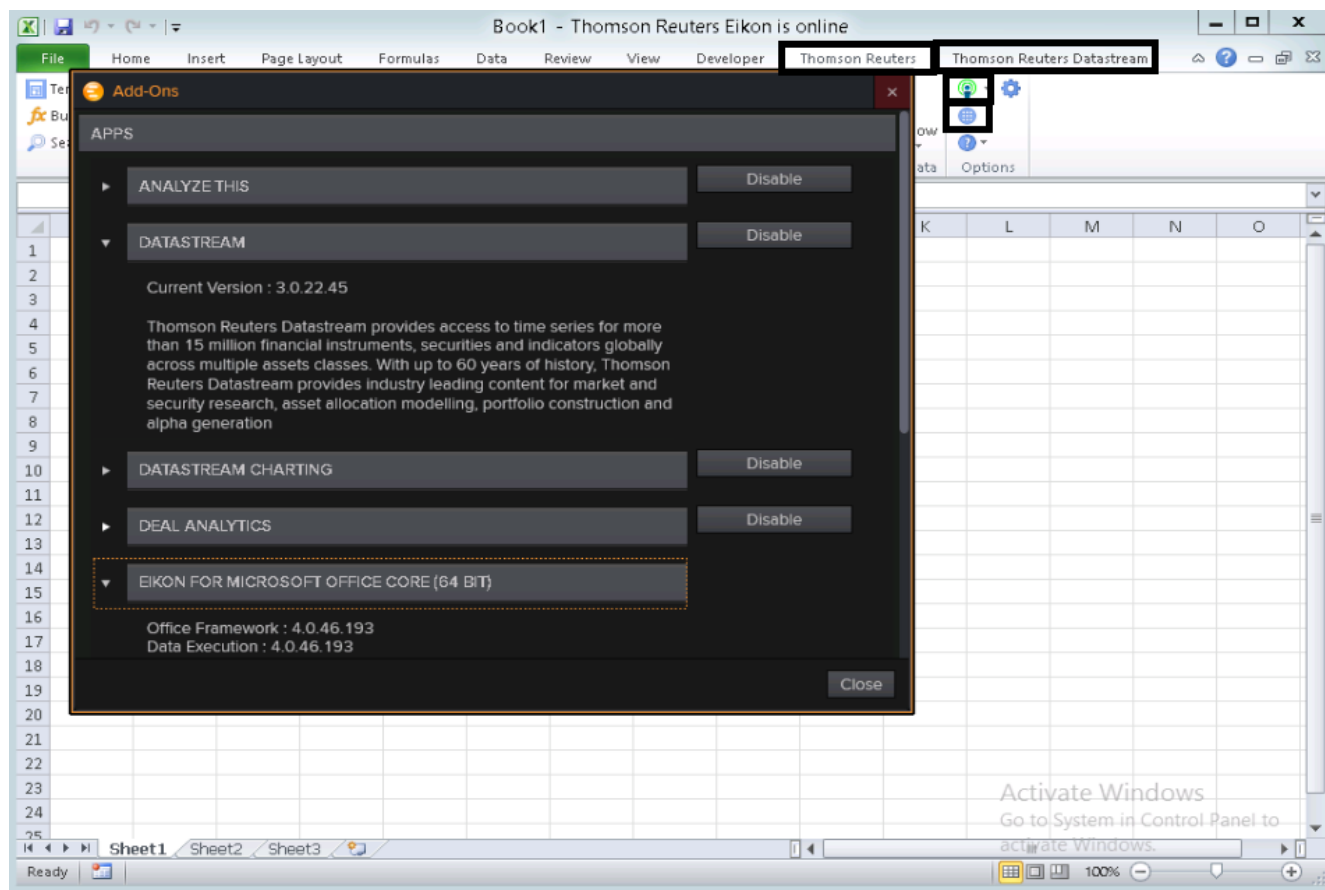 Book1 - Thomson Reuters Eikon is online
File Home Insert Page Layout Formulas Data Review View Developer Thomson Reuters Thomson Reuters Datastream
Add-Ons
APPS
Options
ANALYZE THIS Disable
DATASTREAM Disable
Current Version : 3.0.22.45
Thomson Reuters Datastream provides access to time series for more
than 15 million financial instruments, securities and indicators globally
across multiple assets classes. With up to 60 years of history, Thomson
Reuters Datastream provides industry leading content for market and
security research, asset allocation modelling, portfolio construction and
alpha generation
DATASTREAM CHARTING Disable
DEAL ANALYTICS Disable
EIKON FOR MICROSOFT OFFICE CORE (64 BIT)
Office Framework : 4.0.46.193
Data Execution : 4.0.46.193
Close
K L M N O
1
2
3
4
5
6
7
8
9
10
11
12
13
14
15
16
17
18
19
20
21
22
23
24
25
Activate Windows
Go to System in Control Panel to
activate Windows.
Sheet1 Sheet2 Sheet3
Ready 100%